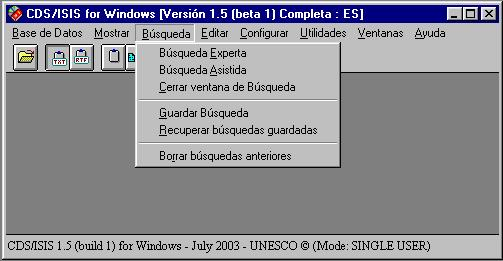 CDS/ISIS for Windows [Versión 1.5 (beta 1) Completa : ES]
Base de Datos Mostrar Búsqueda Editar Configurar Utilidades Ventanas Ayuda
TXT RTF
Búsqueda Experta
Búsqueda Asistida
Cerrar ventana de Búsqueda
Guardar Búsqueda
Recuperar búsquedas guardadas
Borrar búsquedas anteriores
CDS/ISIS 1.5 (build 1) for Windows - July 2003 - UNESCO © (Mode: SINGLE USER)